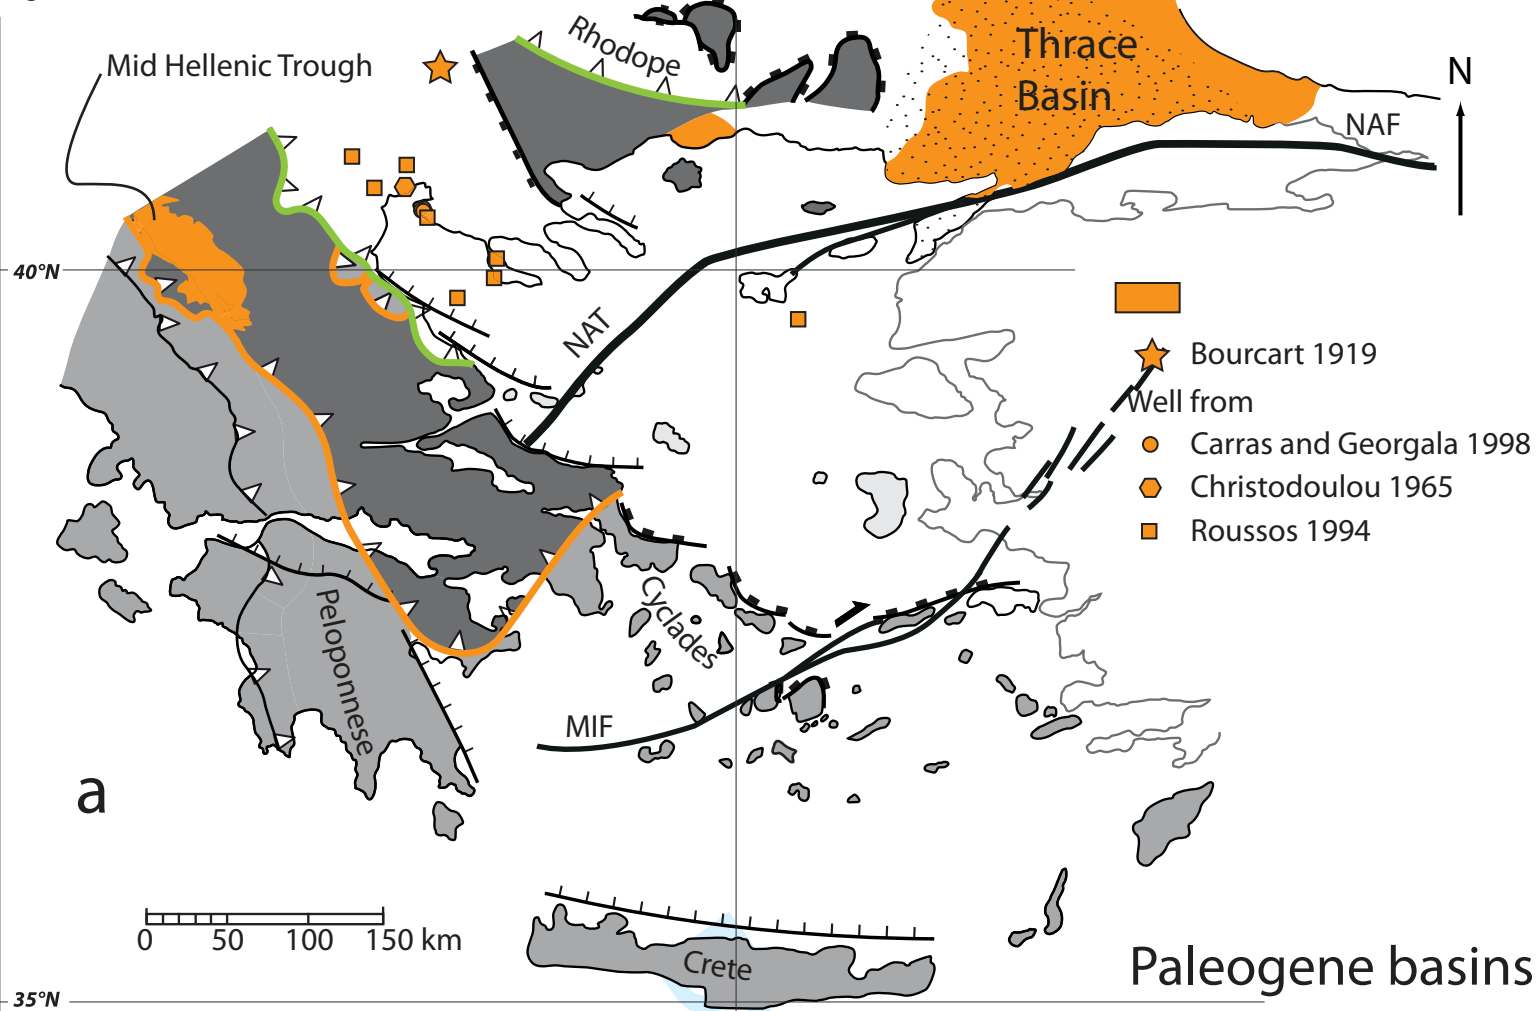 Rhodope
Thrace
Basin
Mid Hellenic Trough
N
NAF
40°N
NAT
Bourcart 1919
Well from
Carras and Georgala 1998
Christodoulou 1965
Roussos 1994
Cyclades
Peloponnese
MIF
a
0 50 100 150 km
Crete
Paleogene basins
35°N